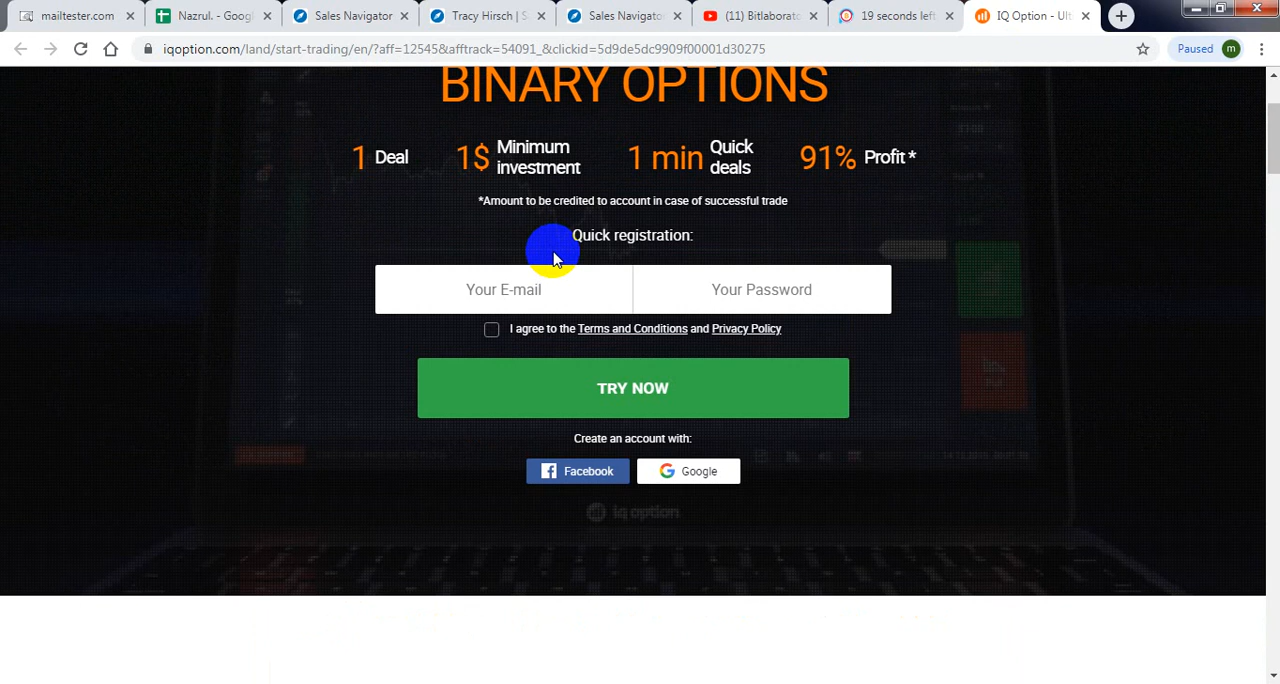 mailtester.com
Nazrul. - Googl
Sales Navigator
Tracy Hirsch | S
Sales Navigato
(11) Bitlaborato
19 seconds left
IQ Option - Ult
iqoption.com/land/start-trading/en/?aff=12545&afftrack=54091_&clickid=5d9de5dc9909f00001d30275
Paused m
BINARY OPTIONS
1 Deal
1$ Minimum investment
1 min Quick deals
91% Profit *
*Amount to be credited to account in case of successful trade
Quick registration:
Your E-mail
Your Password
I agree to the Terms and Conditions and Privacy Policy
TRY NOW
Create an account with:
Facebook
Google
iq option